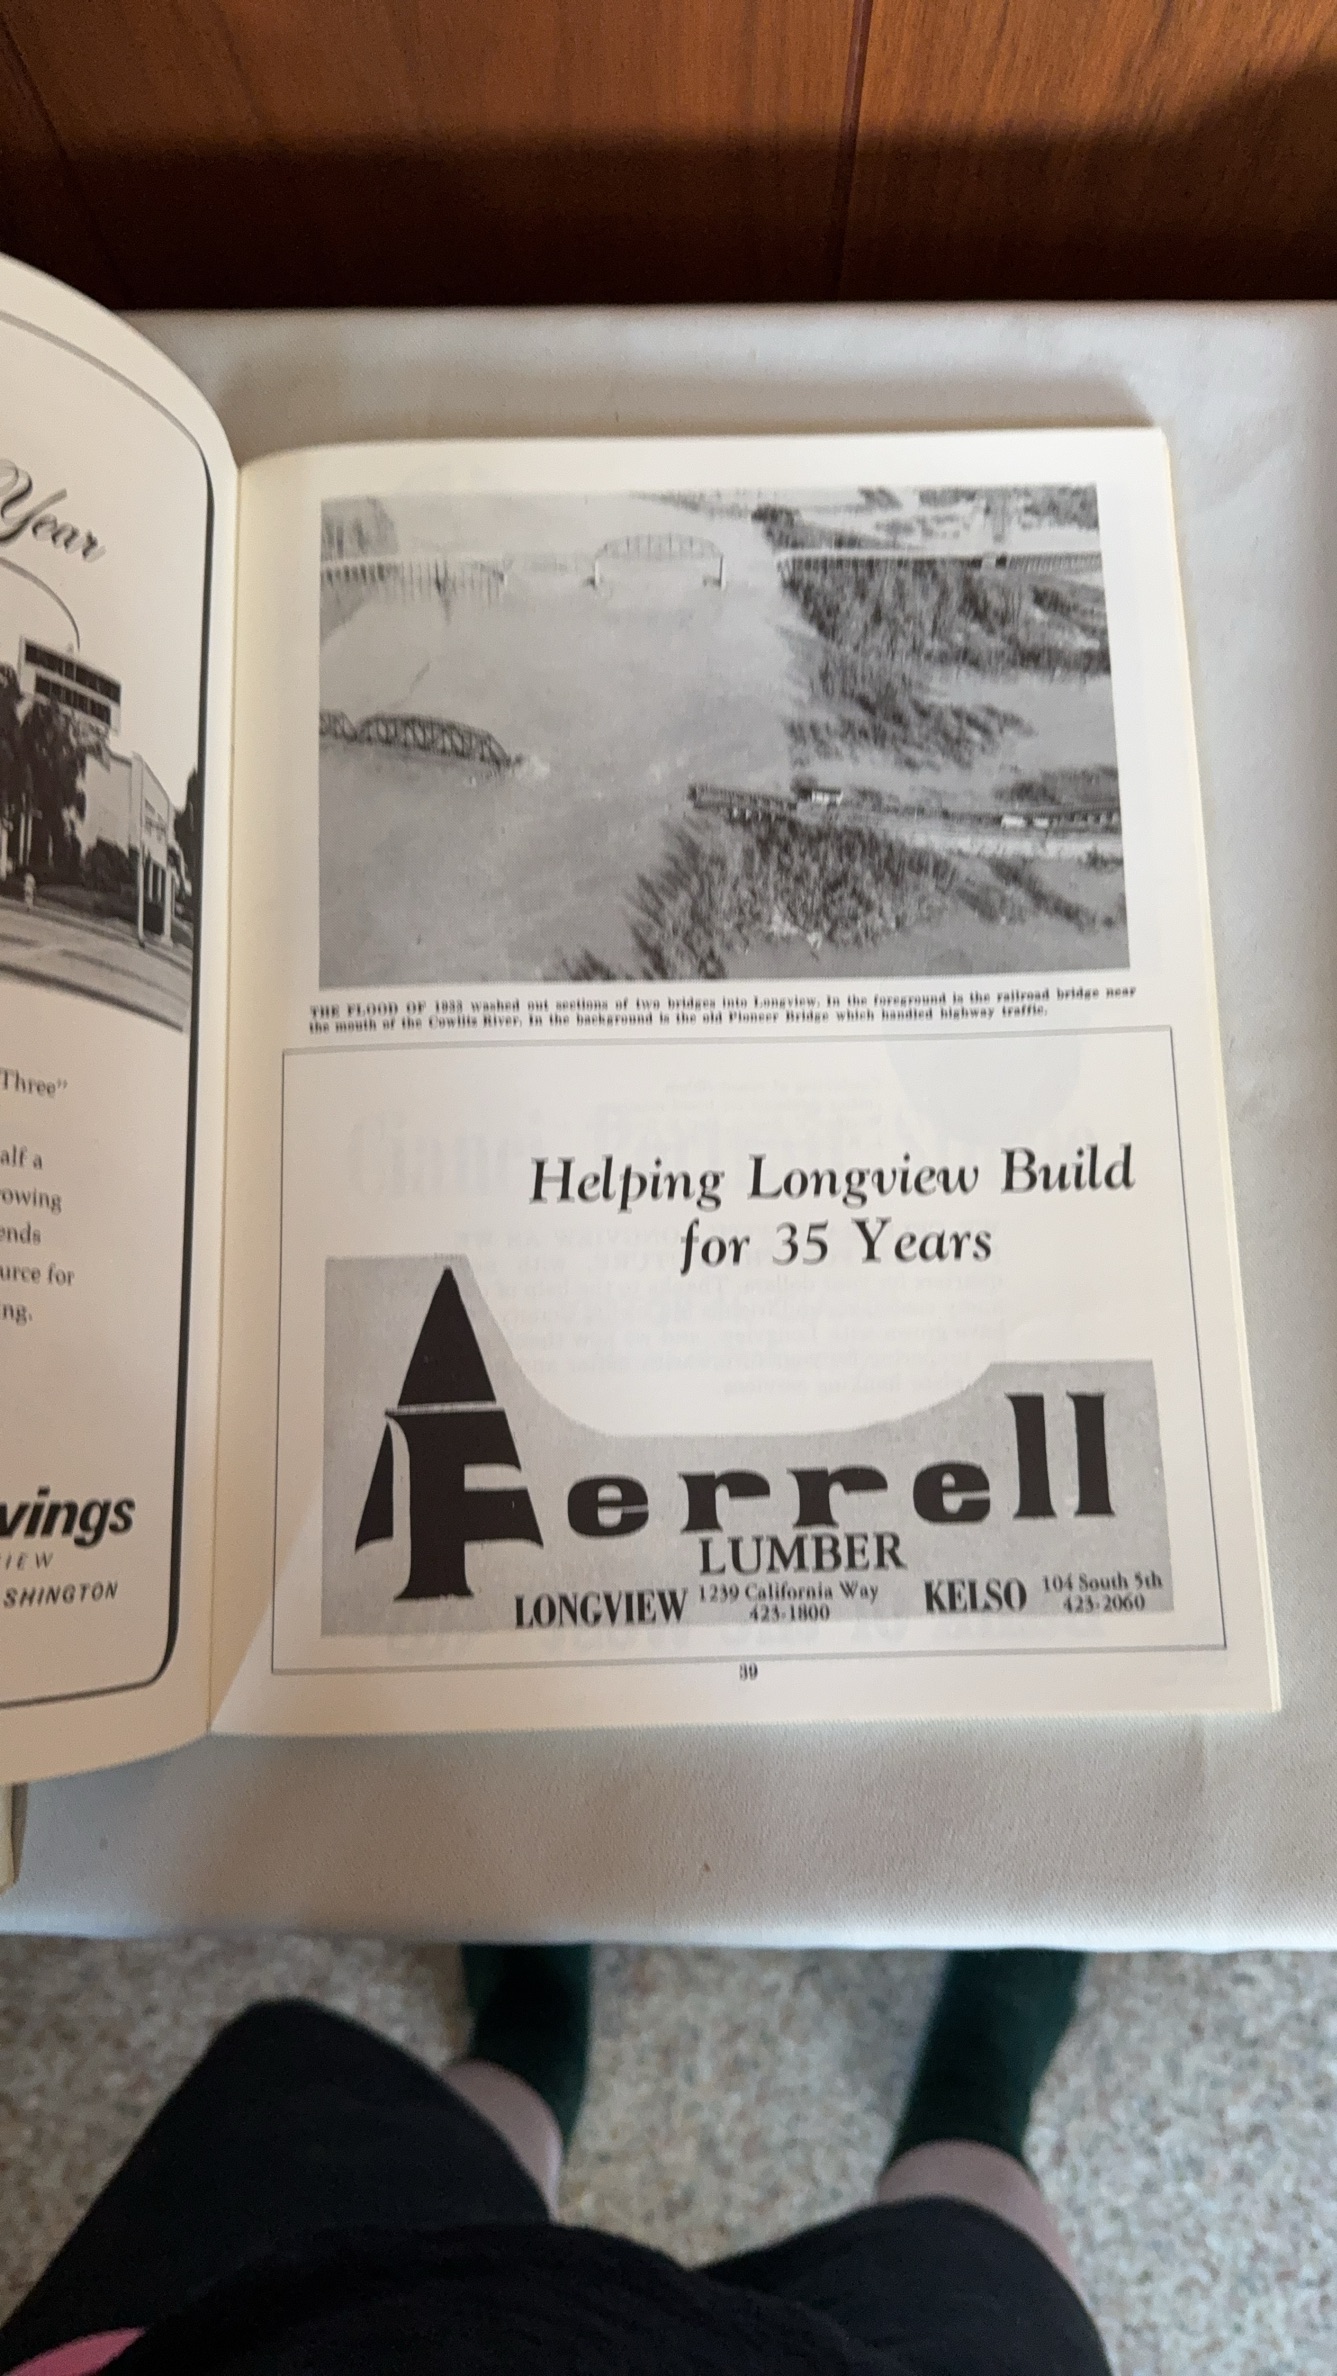 Year
Three"
alf a
owing
ends
urce for
ng.
vings
IEW
SHINGTON
THE FLOOD OF 1933 washed out sections of two bridges into Longview. In the foreground is the railroad bridge near
the mouth of the Cowlitz River. In the background is the old Pioneer Bridge which handled highway traffic.
Helping Longview Build
for 35 Years
Ferrell
LUMBER
LONGVIEW 1239 California Way
423-1800
KELSO 104 South 5th
423-2060
39